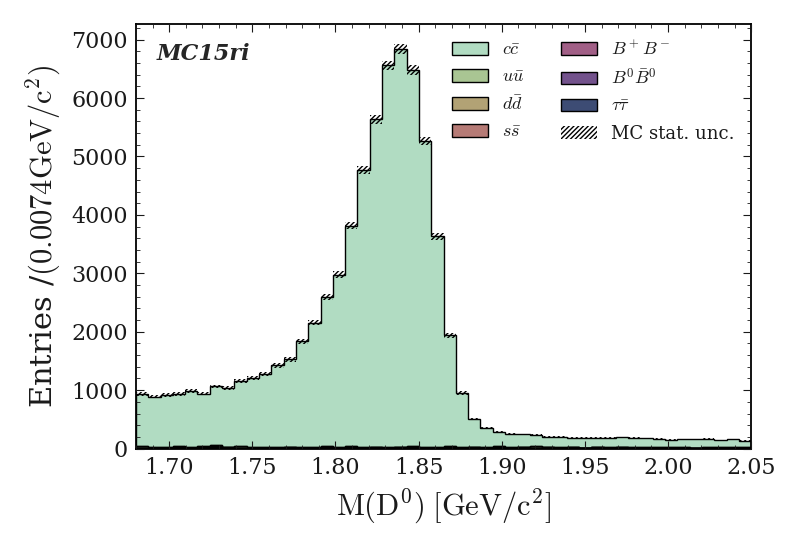 MC15ri
cc̄
uū
dd̄
ss̄
B⁺B⁻
B⁰B̄⁰
ττ̄
MC stat. unc.
Entries /(0.0074GeV/c²)
7000
6000
5000
4000
3000
2000
1000
0
1.70 1.75 1.80 1.85 1.90 1.95 2.00 2.05
M(D⁰) [GeV/c²]